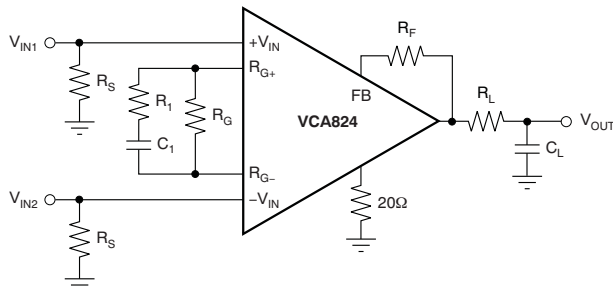 V_IN1
+V_IN
R_F
R_S
R_G+
R_1
R_G
FB
R_L
VCA824
V_OUT
C_1
C_L
R_G−
V_IN2
−V_IN
20Ω
R_S